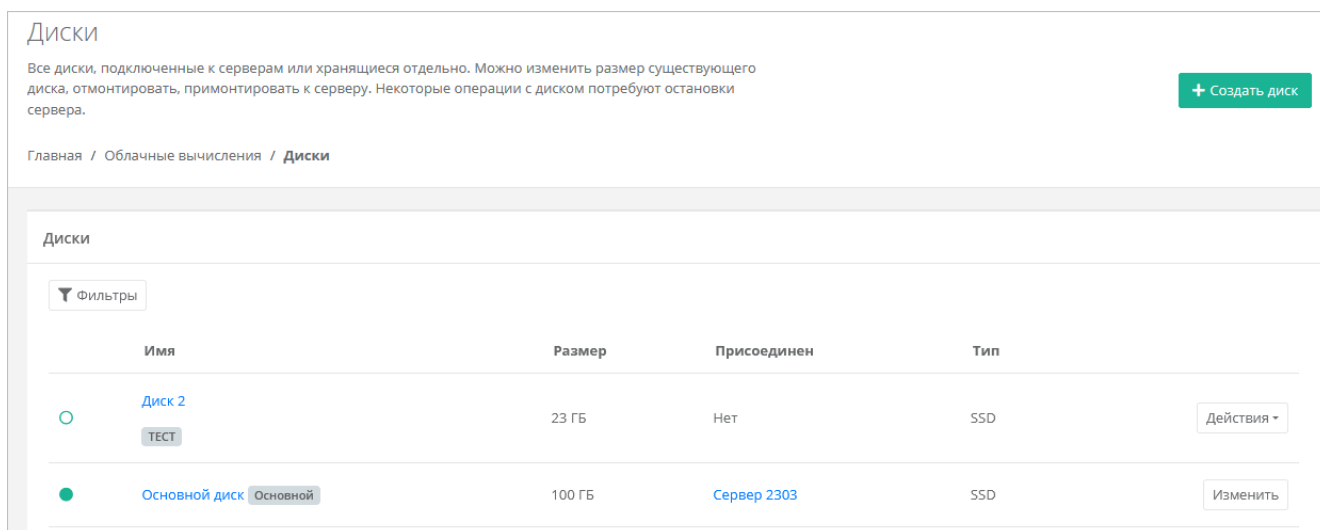 Диски
Все диски, подключенные к серверам или хранящиеся отдельно. Можно изменить размер существующего
диска, отмонтировать, примонтировать к серверу. Некоторые операции с диском потребуют остановки
сервера.
+ Создать диск
Главная / Облачные вычисления / Диски
Диски
Фильтры
Имя Размер Присоединен Тип
Диск 2
ТЕСТ
23 ГБ Нет SSD Действия
Основной диск Основной 100 ГБ Сервер 2303 SSD Изменить